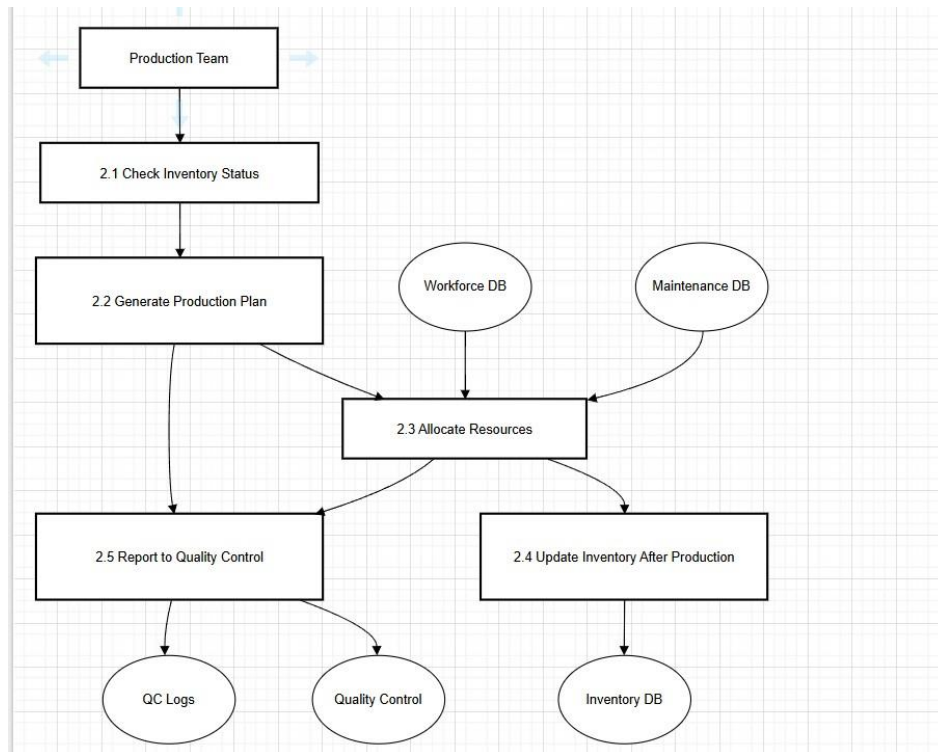 Production Team
2.1 Check Inventory Status
2.2 Generate Production Plan
Workforce DB
Maintenance DB
2.3 Allocate Resources
2.5 Report to Quality Control
2.4 Update Inventory After Production
QC Logs
Quality Control
Inventory DB